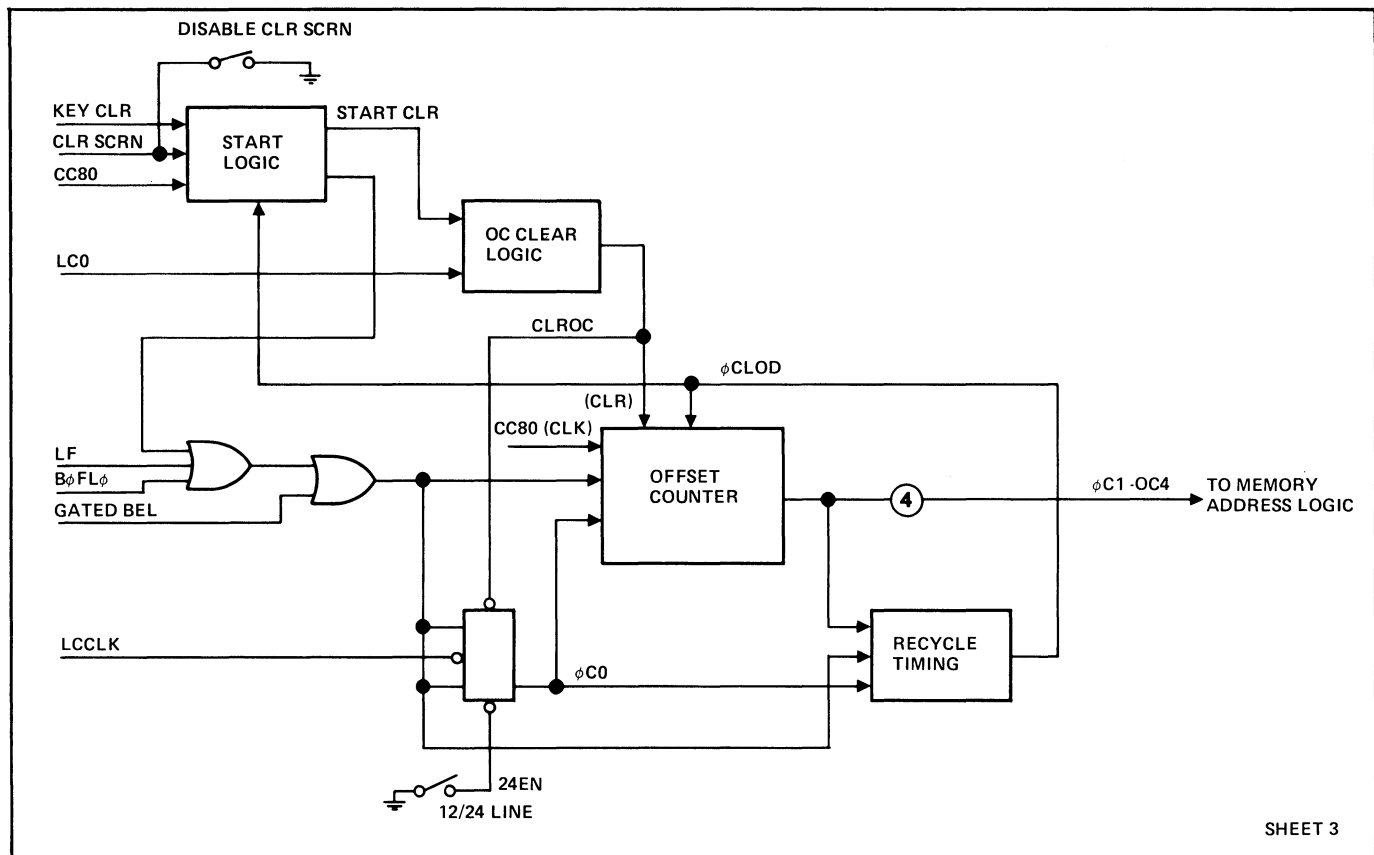 DISABLE CLR SCRN
KEY CLR
CLR SCRN
CC80
START
LOGIC
START CLR
LC0
OC CLEAR
LOGIC
CLROC
φCLOD
(CLR)
CC80 (CLK)
LF
BφFLφ
GATED BEL
OFFSET
COUNTER
4
φC1 -OC4
TO MEMORY
ADDRESS LOGIC
LCCLK
φC0
RECYCLE
TIMING
24EN
12/24 LINE
SHEET 3